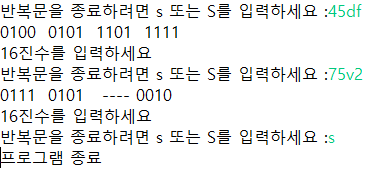 반복문을 종료하려면 s 또는 S를 입력하세요 :45df
0100  0101  1101  1111
16진수를 입력하세요
반복문을 종료하려면 s 또는 S를 입력하세요 :75v2
0111  0101   ---- 0010
16진수를 입력하세요
반복문을 종료하려면 s 또는 S를 입력하세요 :s
프로그램 종료